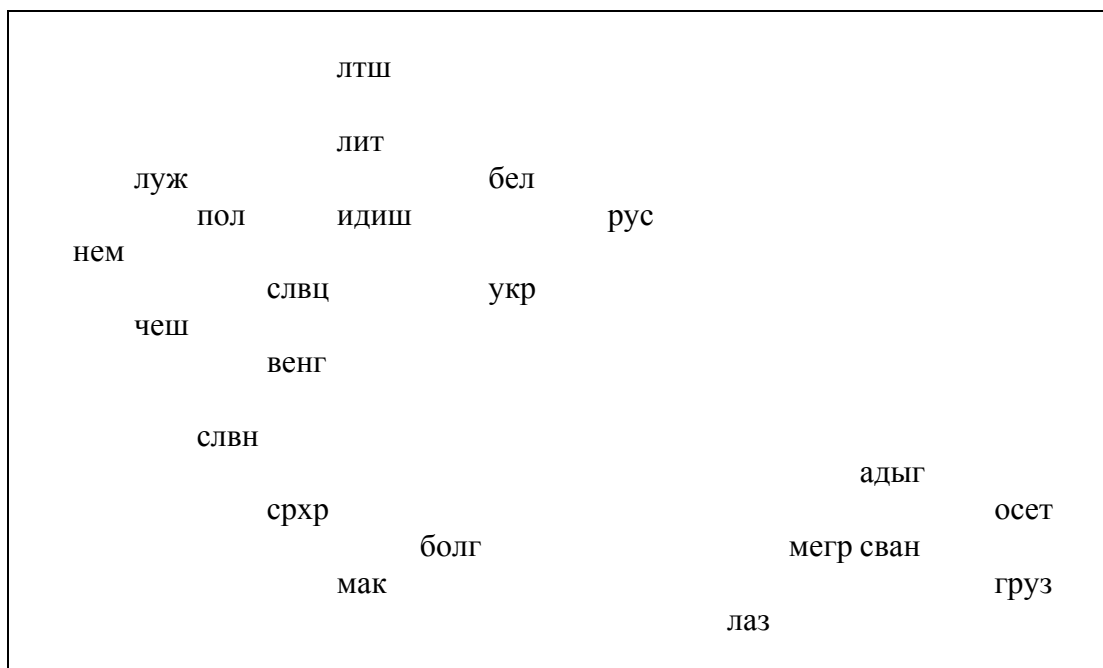 лтш
лит
луж бел
пол идиш рус
нем
слвц укр
чеш
венг
слвн
адыг
срхр осет
болг мегр сван
мак груз
лаз